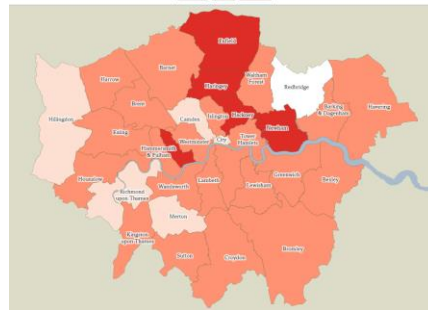 Enfield
Barnet
Harrow
Haringey
Waltham
Forest
Redbridge
Havering
Barking
& Dagenham
Hillingdon
Brent
Camden
Islington
Hackney
Newham
Ealing
Westminster
City
Tower
Hamlets
Hammersmith
& Fulham
Hounslow
Richmond
upon Thames
Wandsworth
Lambeth
Lewisham
Greenwich
Bexley
Merton
Kingston
upon Thames
Sutton
Croydon
Bromley